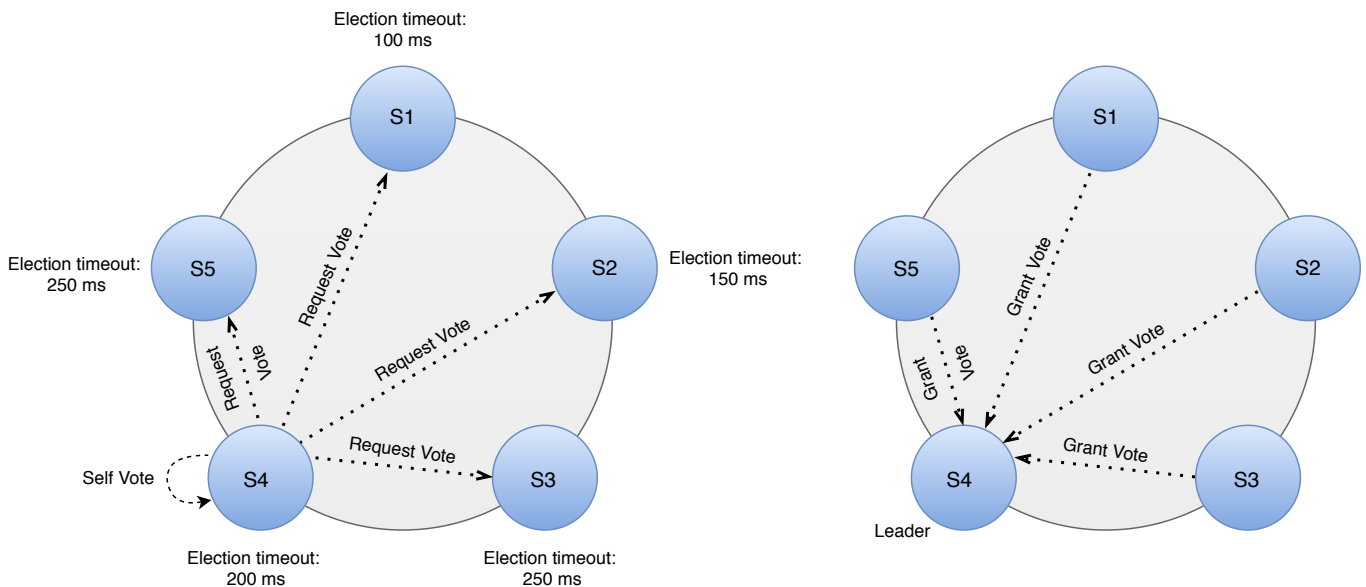 Election timeout:
100 ms
S1
Request Vote
S5
Election timeout:
250 ms
S2
Election timeout:
150 ms
Request Vote
Request
Vote
Request Vote
Self Vote
S4
S3
Election timeout:
200 ms
Election timeout:
250 ms
S1
Grant Vote
S5
S2
Grant Vote
Grant
Vote
Grant Vote
S4
S3
Leader